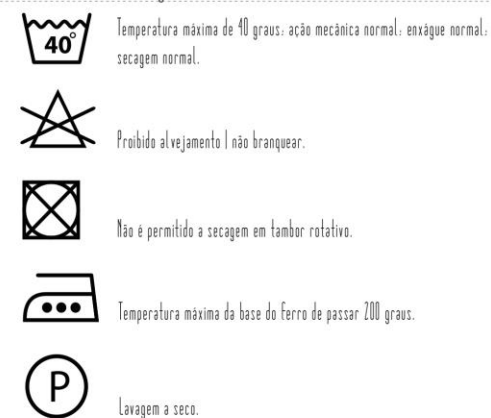 40°
Temperatura máxima de 40 graus: ação mecânica normal: enxágue normal:
secagem normal.
Proibido alvejamento | não branquear.
Não é permitido a secagem em tambor rotativo.
Temperatura máxima da base do ferro de passar 200 graus.
P
Lavagem a seco.